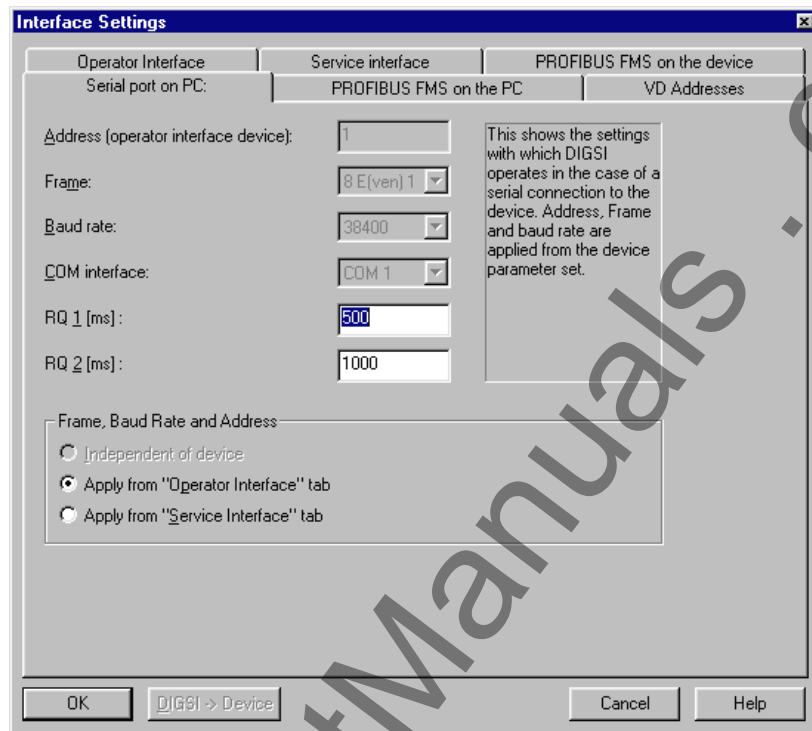 Interface Settings
Operator Interface
Service interface
PROFIBUS FMS on the device
Serial port on PC:
PROFIBUS FMS on the PC
VD Addresses
Address (operator interface device):
1
Frame:
8 E(ven) 1
Baud rate:
38400
COM interface:
COM 1
RQ 1 [ms] :
500
RQ 2 [ms] :
1000
This shows the settings
with which DIGSI
operates in the case of a
serial connection to the
device. Address, Frame
and baud rate are
applied from the device
parameter set.
Frame, Baud Rate and Address
Independent of device
Apply from "Operator Interface" tab
Apply from "Service Interface" tab
OK
DIGSI -> Device
Cancel
Help